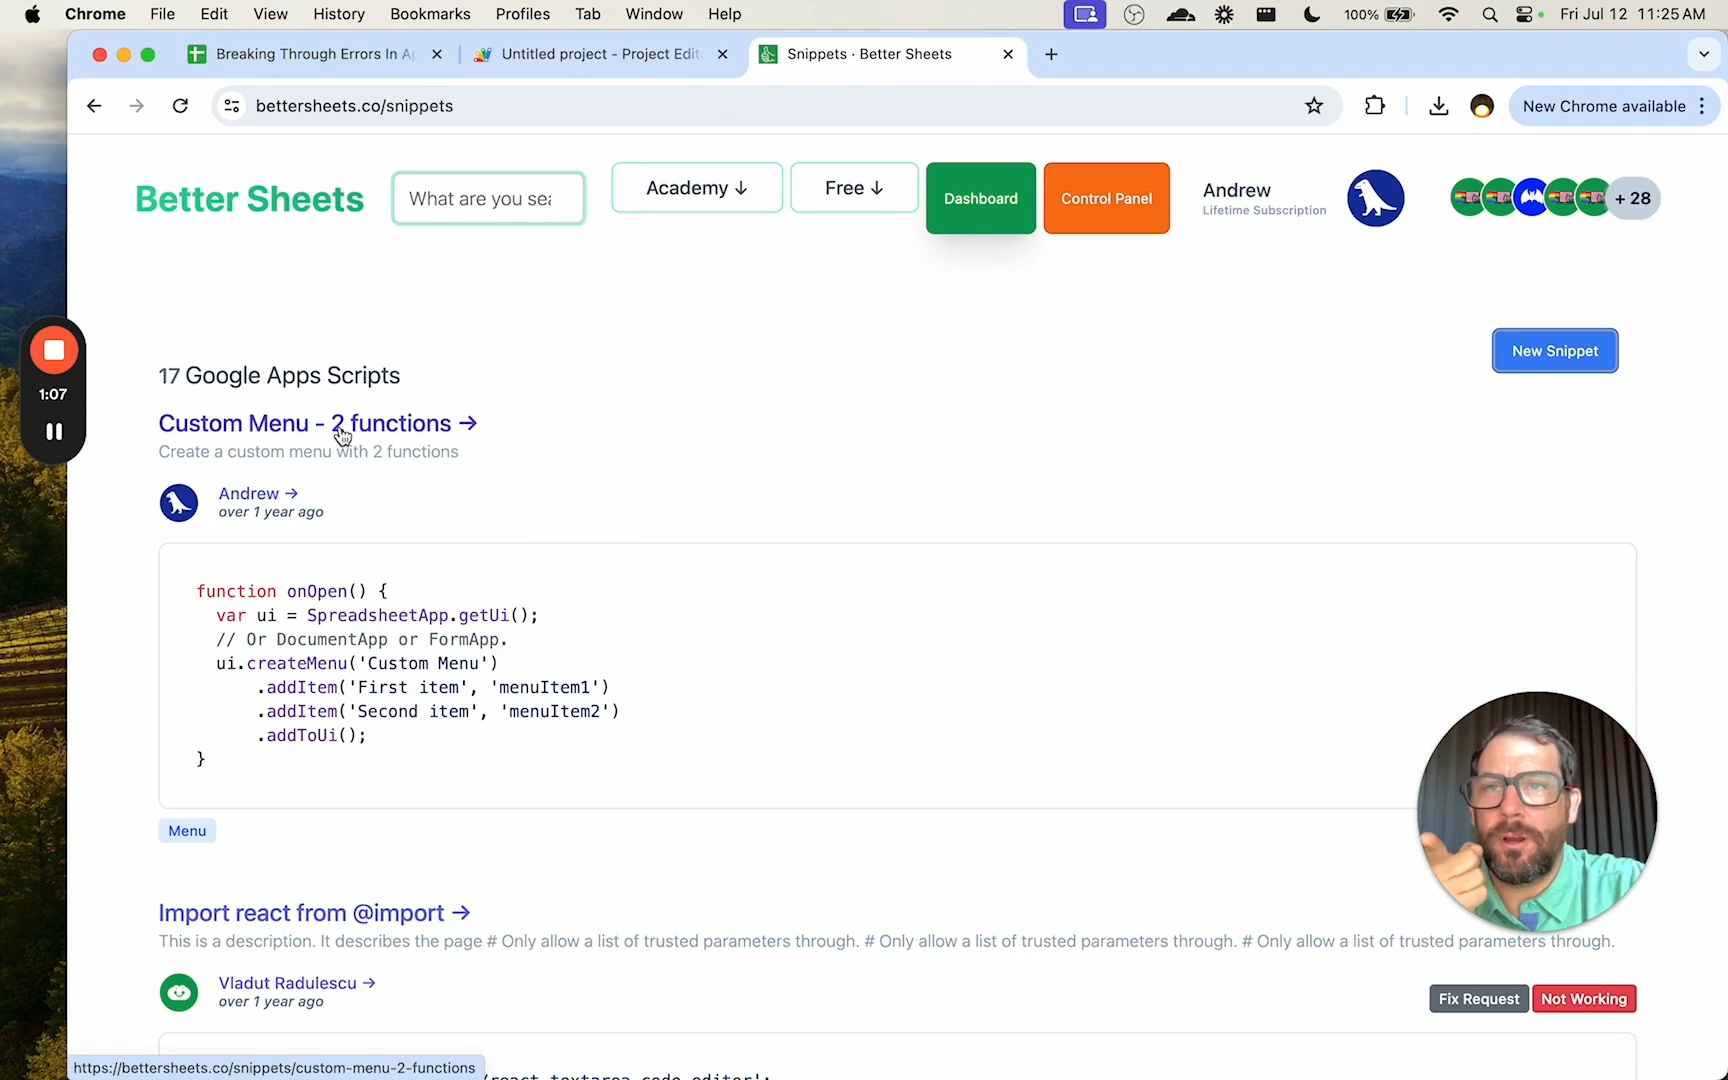 Chrome File Edit View History Bookmarks Profiles Tab Window Help 100% Fri Jul 12 11:25 AM
Breaking Through Errors In Ap
Untitled project - Project Edit
Snippets · Better Sheets
bettersheets.co/snippets
New Chrome available
Better Sheets
What are you sea
Academy ↓
Free ↓
Dashboard
Control Panel
Andrew
Lifetime Subscription
+ 28
1:07
New Snippet
17 Google Apps Scripts
Custom Menu - 2 functions →
Create a custom menu with 2 functions
Andrew →
over 1 year ago
function onOpen() {
var ui = SpreadsheetApp.getUi();
// Or DocumentApp or FormApp.
ui.createMenu('Custom Menu')
.addItem('First item', 'menuItem1')
.addItem('Second item', 'menuItem2')
.addToUi();
}
Menu
Import react from @import →
This is a description. It describes the page # Only allow a list of trusted parameters through. # Only allow a list of trusted parameters through. # Only allow a list of trusted parameters through.
Vladut Radulescu →
over 1 year ago
Fix Request
Not Working
https://bettersheets.co/snippets/custom-menu-2-functions
/react-textarea-code-editor';